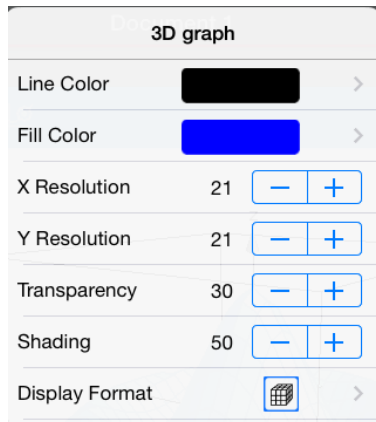 3D graph
Line Color
Fill Color
X Resolution 21 − +
Y Resolution 21 − +
Transparency 30 − +
Shading 50 − +
Display Format